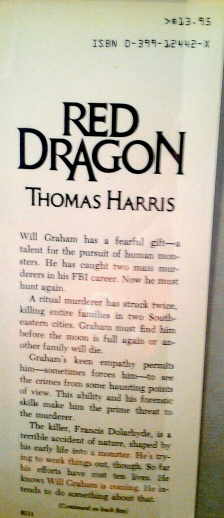 >$13.95
ISBN 0-399-12442-X
RED
DRAGON
THOMAS HARRIS
Will Graham has a fearful gift—a
talent for the pursuit of human mon-
sters. He has caught two mass mur-
derers in his FBI career. Now he must
hunt again.
A ritual murderer has struck twice,
killing entire families in two South-
eastern cities. Graham must find him
before the moon is full again or an-
other family will die.
Graham's keen empathy permits
him—sometimes forces him—to see
the crimes from some haunting points
of view. This ability and his forensic
skills make him the prime threat to
the murderer.
The killer, Francis Dolarhyde, is a
terrible accident of nature, shaped by
his early life into a monster. He's try-
ing to work things out, though. So far
his efforts have cost ten lives. He
knows Will Graham is coming. He in-
tends to do something about that.
(Continued on back flap)